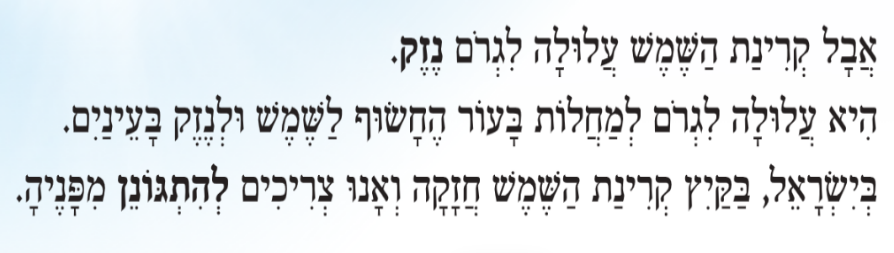 אֲבָל קְרִינַת הַשֶּׁמֶשׁ עֲלוּלָה לִגְרֹם נֶזֶק.
הִיא עֲלוּלָה לִגְרֹם לְמַחֲלוֹת בָּעוֹר הֶחָשׂוּף לַשֶּׁמֶשׁ וּלְנֶזֶק בָּעֵינַיִם.
בְּיִשְׂרָאֵל, בַּקַּיִץ קְרִינַת הַשֶּׁמֶשׁ חֲזָקָה וְאָנוּ צְרִיכִים לְהִתְגּוֹנֵן מִפָּנֶיהָ.